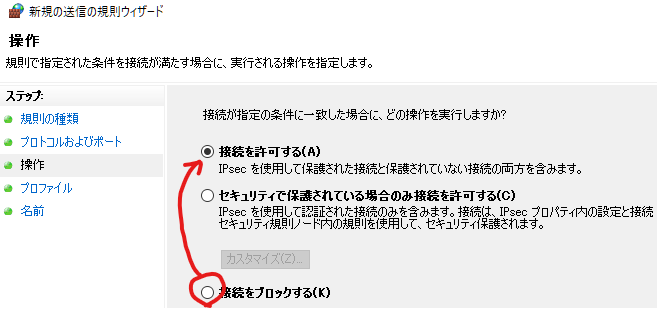 新規の送信の規則ウィザード
操作
規則で指定された条件を接続が満たす場合に、実行される操作を指定します。
ステップ:
規則の種類
プロトコルおよびポート
操作
プロファイル
名前
接続が指定の条件に一致した場合に、どの操作を実行しますか?
接続を許可する(A)
IPsec を使用して保護された接続と保護されていない接続の両方を含みます。
セキュリティで保護されている場合のみ接続を許可する(C)
IPsec を使用して認証された接続のみを含みます。接続は、IPsec プロパティ内の設定と接続
セキュリティ規則ノード内の規則を使用して、セキュリティ保護されます。
カスタマイズ(Z)...
接続をブロックする(K)